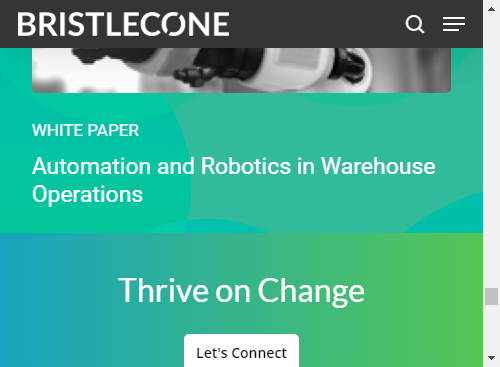 BRISTLECONE
WHITE PAPER
Automation and Robotics in Warehouse
Operations
Thrive on Change
Let's Connect